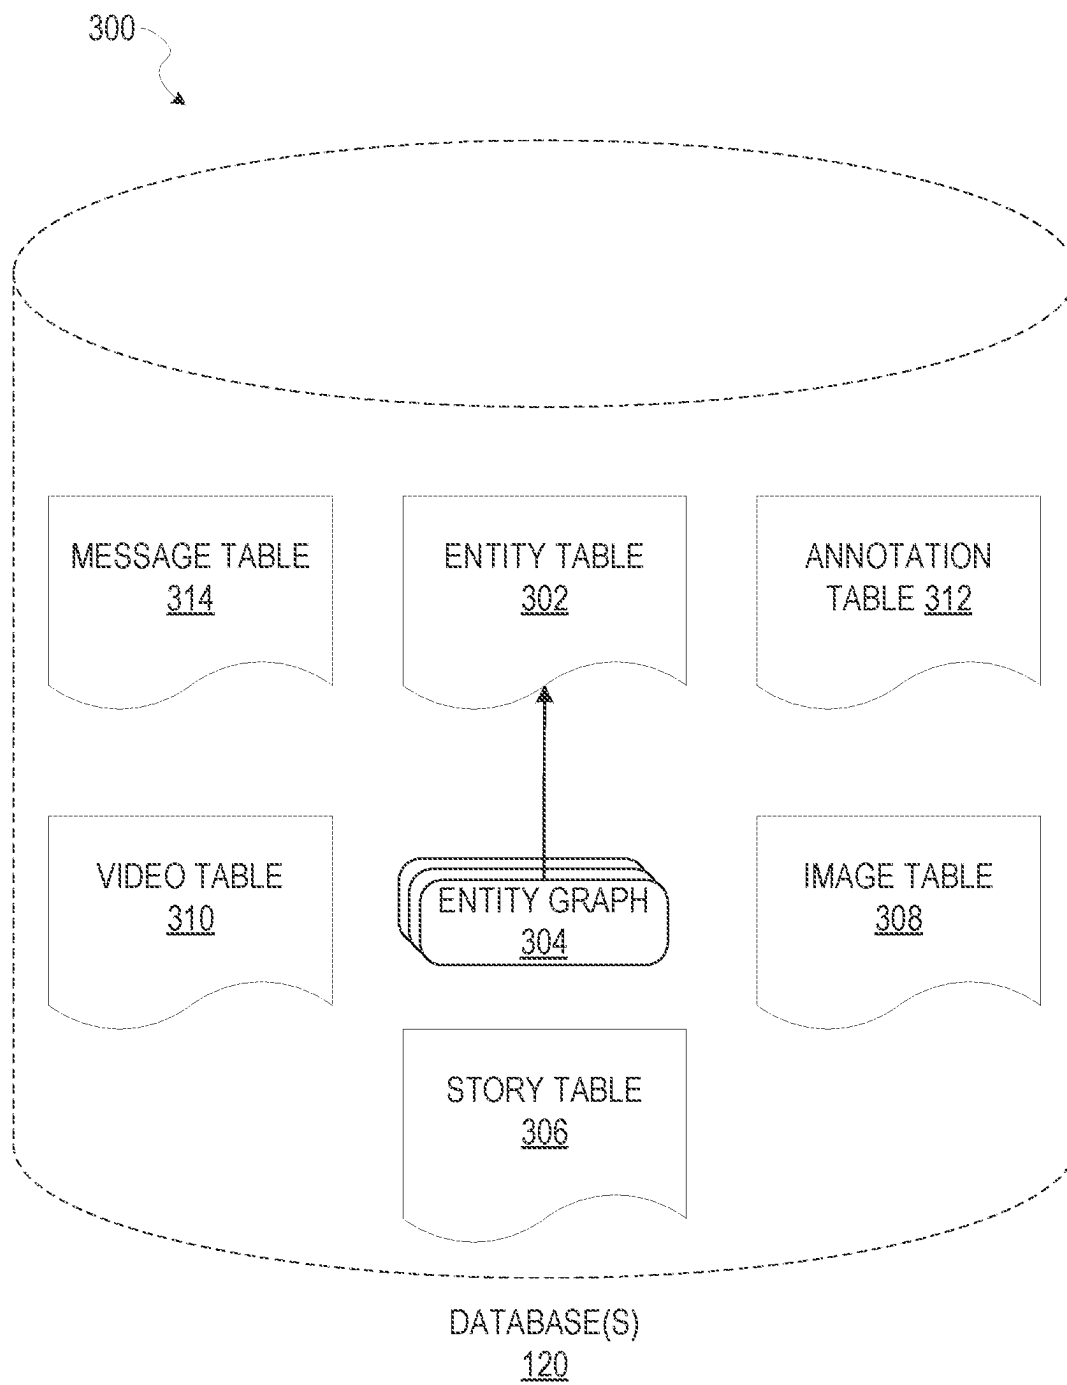 300
MESSAGE TABLE
314
ENTITY TABLE
302
ANNOTATION
TABLE 312
VIDEO TABLE
310
ENTITY GRAPH
304
IMAGE TABLE
308
STORY TABLE
306
DATABASE(S)
120